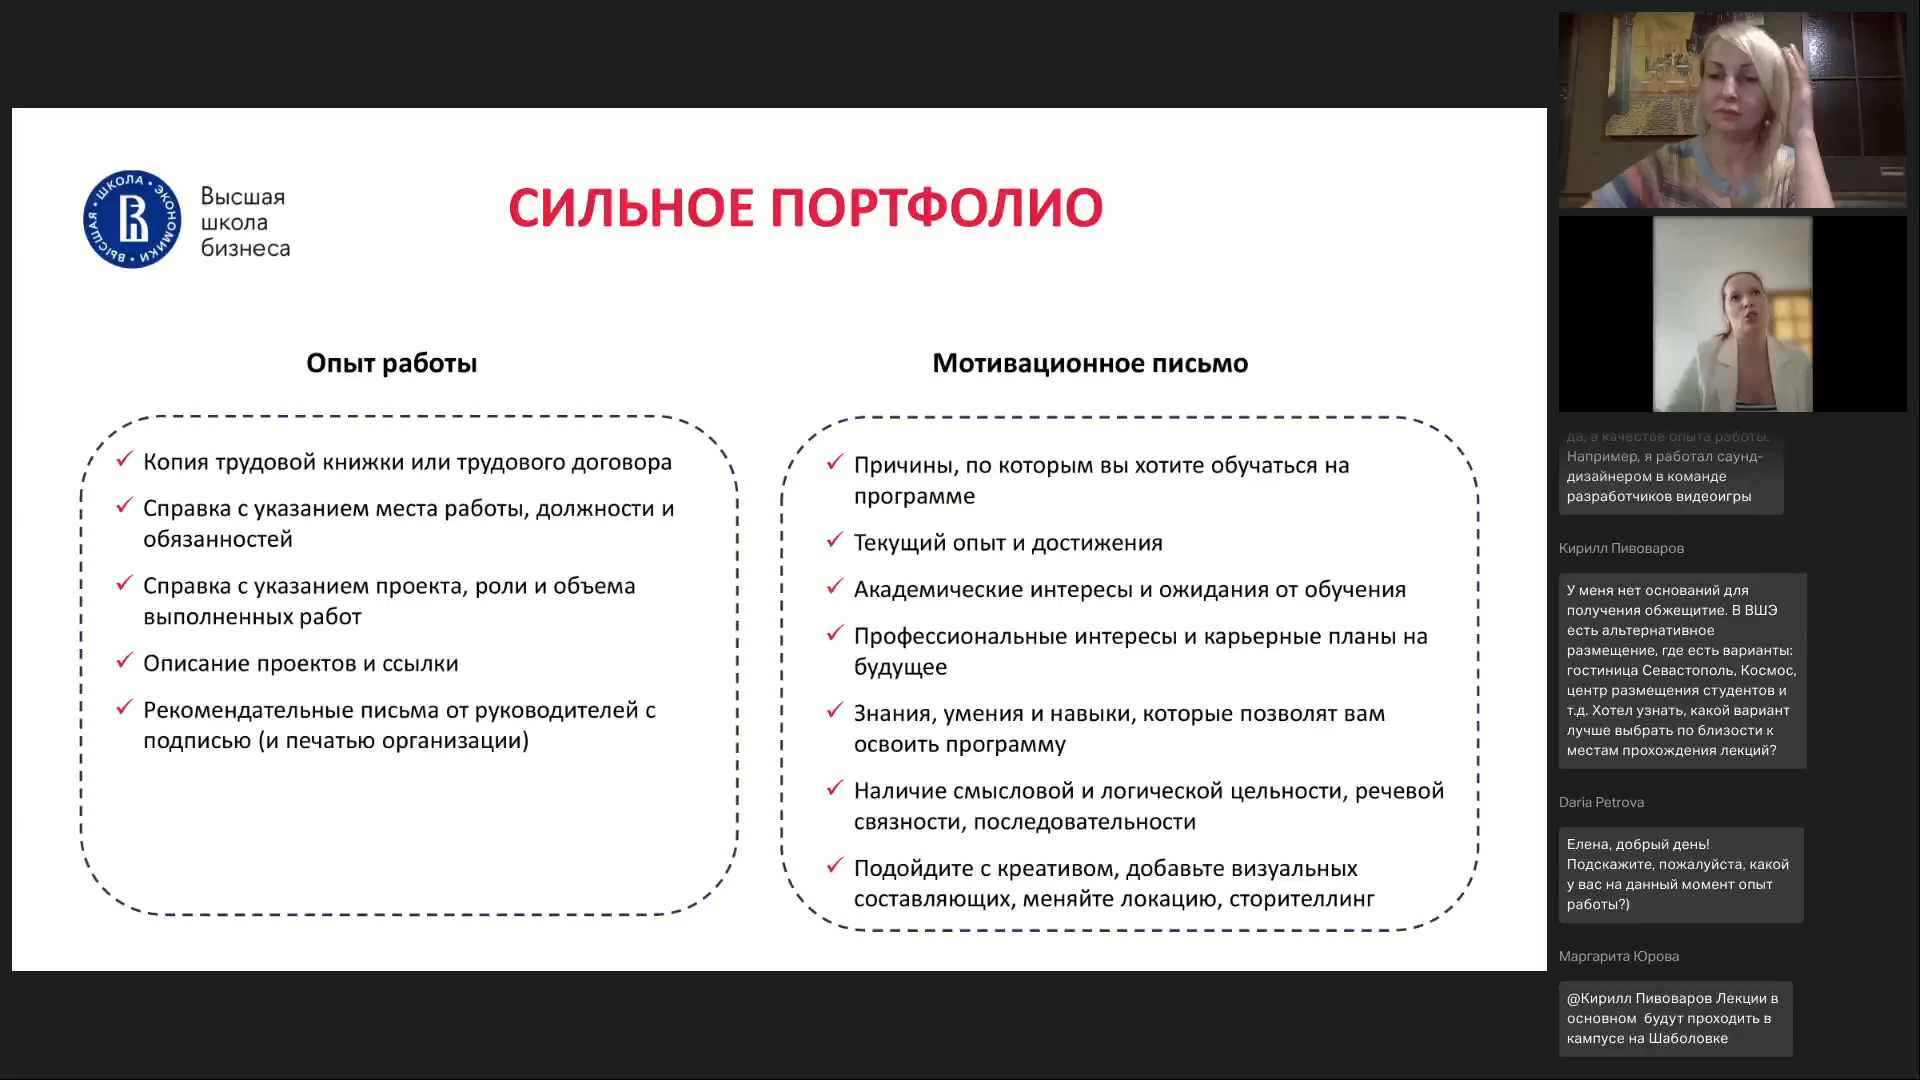 ВЫСШАЯ • ШКОЛА • ЭКОНОМИКИ •
Высшая
школа
бизнеса
СИЛЬНОЕ ПОРТФОЛИО
Опыт работы
✓ Копия трудовой книжки или трудового договора
✓ Справка с указанием места работы, должности и
обязанностей
✓ Справка с указанием проекта, роли и объема
выполненных работ
✓ Описание проектов и ссылки
✓ Рекомендательные письма от руководителей с
подписью (и печатью организации)
Мотивационное письмо
✓ Причины, по которым вы хотите обучаться на
программе
✓ Текущий опыт и достижения
✓ Академические интересы и ожидания от обучения
✓ Профессиональные интересы и карьерные планы на
будущее
✓ Знания, умения и навыки, которые позволят вам
освоить программу
✓ Наличие смысловой и логической цельности, речевой
связности, последовательности
✓ Подойдите с креативом, добавьте визуальных
составляющих, меняйте локацию, сторителлинг
да, в качестве опыта работы.
Например, я работал саунд-
дизайнером в команде
разработчиков видеоигры
Кирилл Пивоваров
У меня нет оснований для
получения обжещитие. В ВШЭ
есть альтернативное
размещение, где есть варианты:
гостиница Севастополь, Космос,
центр размещения студентов и
т.д. Хотел узнать, какой вариант
лучше выбрать по близости к
местам прохождения лекций?
Daria Petrova
Елена, добрый день!
Подскажите, пожалуйста, какой
у вас на данный момент опыт
работы?)
Маргарита Юрова
@Кирилл Пивоваров Лекции в
основном будут проходить в
кампусе на Шаболовке